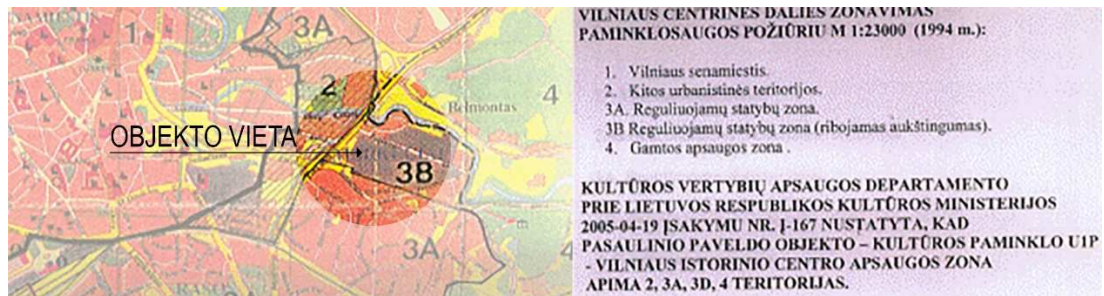 1
3A
2
Belmontas
4
OBJEKTO VIETA
3B
3A
4
VILNIAUS CENTRINĖS DALIES ZONAVIMAS
PAMINKLOSAUGOS POŽIŪRIU M 1:23000 (1994 m.):
1. Vilniaus senamiestis.
2. Kitos urbanistinės teritorijos.
3A. Reguliuojamų statybų zona.
3B Reguliuojamų statybų zona (ribojamas aukštingumas).
4. Gamtos apsaugos zona .
KULTŪROS VERTYBIŲ APSAUGOS DEPARTAMENTO
PRIE LIETUVOS RESPUBLIKOS KULTŪROS MINISTERIJOS
2005-04-19 ĮSAKYMU NR. Į-167 NUSTATYTA, KAD
PASAULINIO PAVELDO OBJEKTO – KULTŪROS PAMINKLO U1P
- VILNIAUS ISTORINIO CENTRO APSAUGOS ZONA
APIMA 2, 3A, 3D, 4 TERITORIJAS.